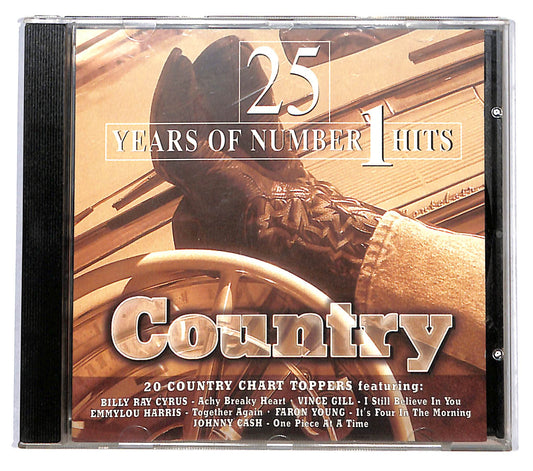 25
YEARS OF NUMBER 1 HITS
Country
20 COUNTRY CHART TOPPERS featuring:
BILLY RAY CYRUS - Achy Breaky Heart · VINCE GILL - I Still Believe In You
EMMYLOU HARRIS - Together Again · FARON YOUNG - It's Four In The Morning
JOHNNY CASH - One Piece At A Time